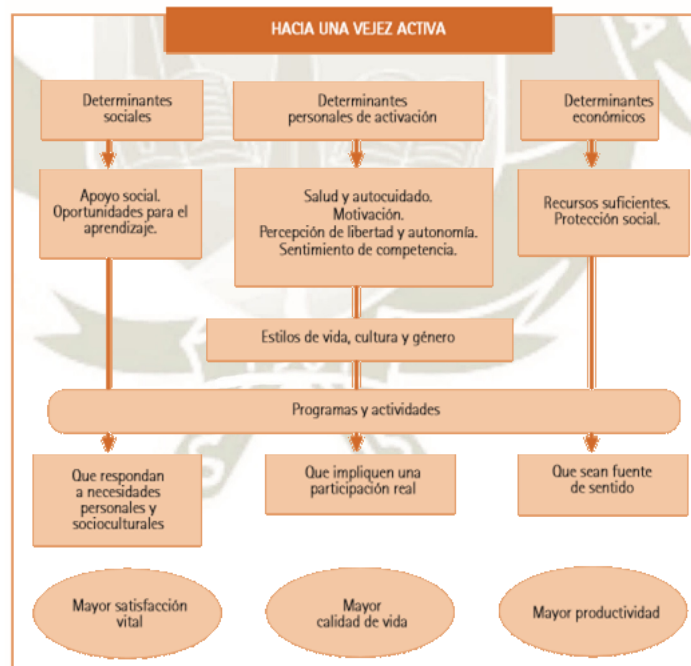 HACIA UNA VEJEZ ACTIVA
Determinantes
sociales
Determinantes
personales de activación
Determinantes
económicos
Apoyo social.
Oportunidades para el
aprendizaje.
Salud y autocuidado.
Motivación.
Percepción de libertad y autonomía.
Sentimiento de competencia.
Recursos suficientes.
Protección social.
Estilos de vida, cultura y género
Programas y actividades
Que respondan
a necesidades
personales y
socioculturales
Que impliquen una
participación real
Que sean fuente
de sentido
Mayor satisfacción
vital
Mayor
calidad de vida
Mayor productividad